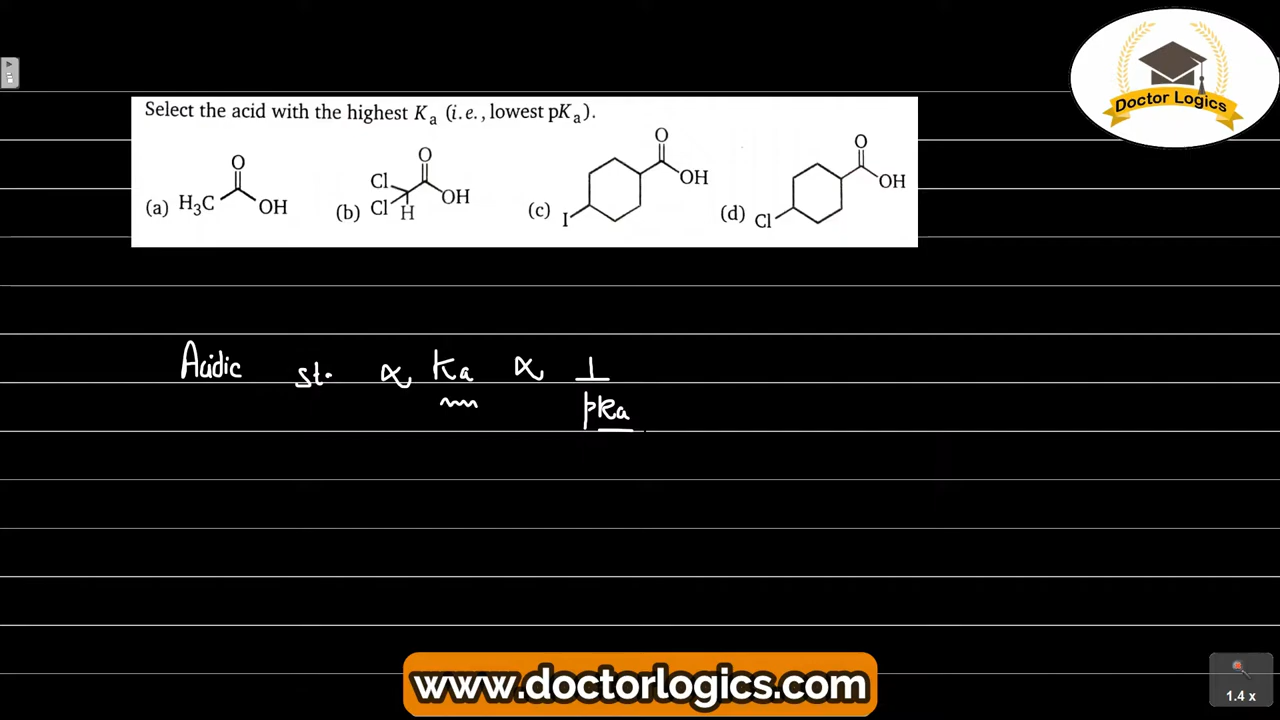 Doctor Logics
Select the acid with the highest Kₐ (i.e., lowest pKₐ).
(a) H₃C O OH (b) Cl Cl H O OH (c) I O OH (d) Cl O OH
Acidic st. ∝ Ka ∝ 1
pka
www.doctorlogics.com
1.4 x